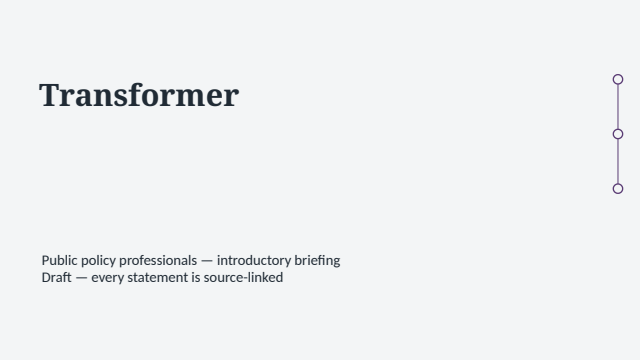 Transformer
Public policy professionals — introductory briefing
Draft — every statement is source-linked